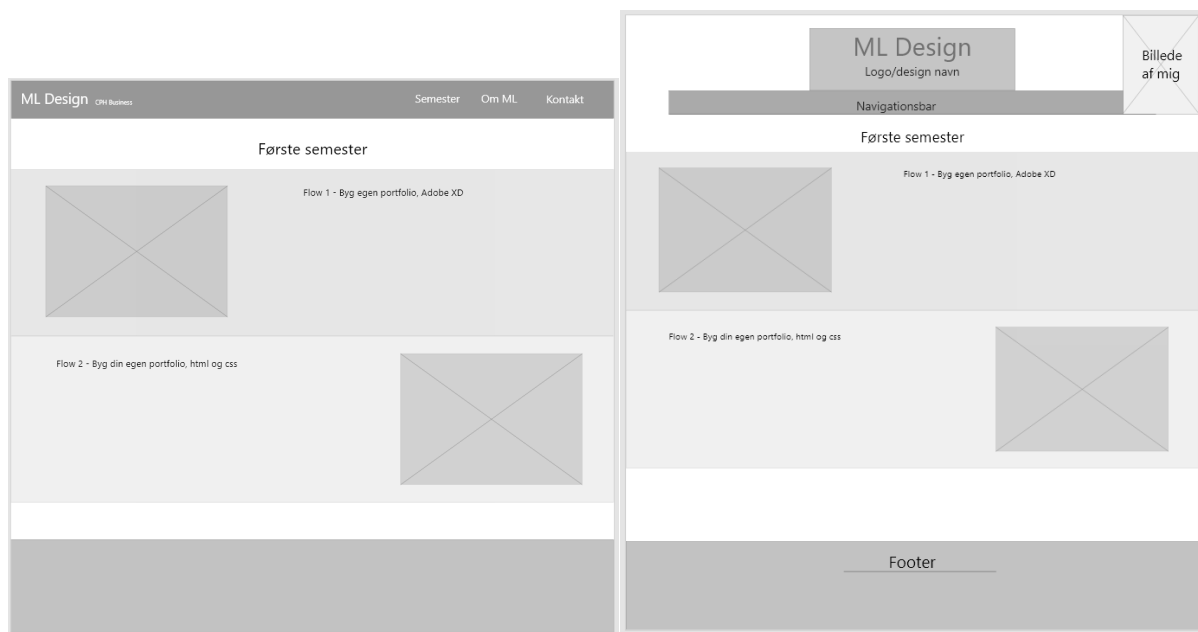 ML Design CPH Business
Semester Om ML Kontakt
Første semester
Flow 1 - Byg egen portfolio, Adobe XD
Flow 2 - Byg din egen portfolio, html og css
ML Design
Logo/design navn
Billede
af mig
Navigationsbar
Første semester
Flow 1 - Byg egen portfolio, Adobe XD
Flow 2 - Byg din egen portfolio, html og css
Footer